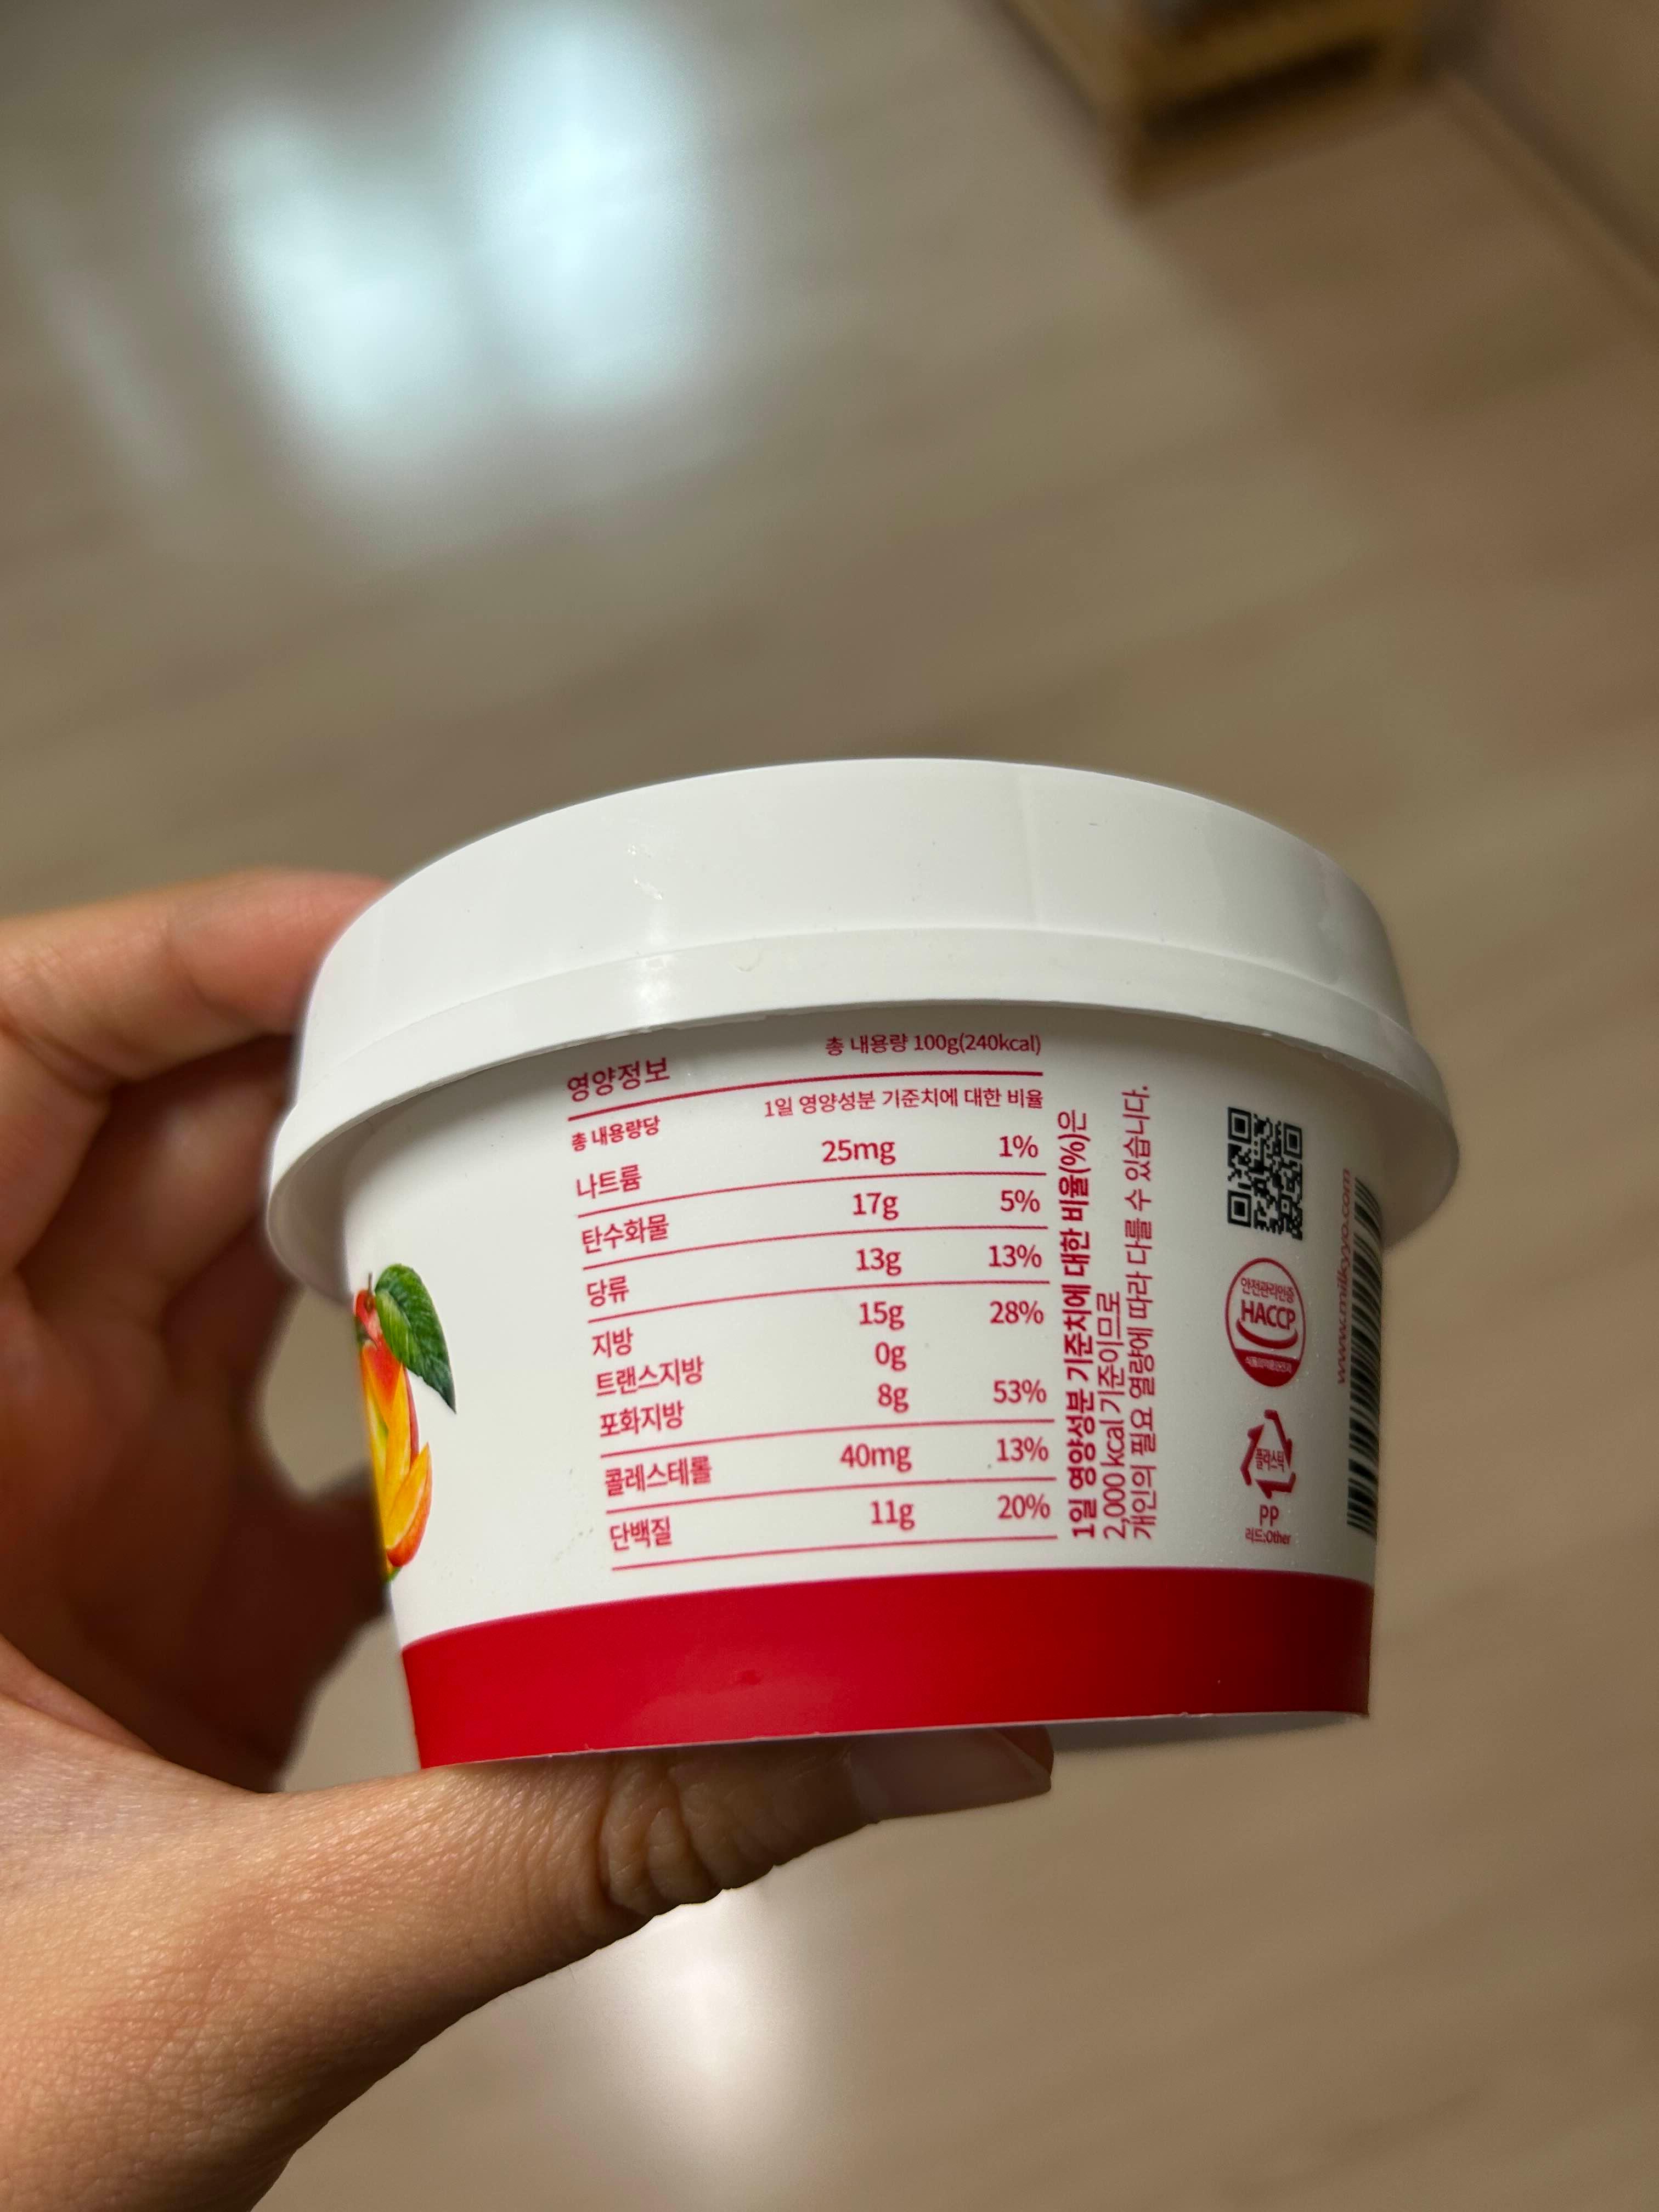 영양정보 총 내용량 100g(240kcal)
총 내용량당 1일 영양성분 기준치에 대한 비율
나트륨 25mg 1%
탄수화물 17g 5%
당류 13g 13%
지방 15g 28%
트랜스지방 0g
포화지방 8g 53%
콜레스테롤 40mg 13%
단백질 11g 20%
1일 영양성분 기준치에 대한 비율(%)은
2,000 kcal 기준이므로
개인의 필요 열량에 따라 다를 수 있습니다.
안전관리인증
HACCP
플라스틱
PP
리드:Other
www.milkyyo.com